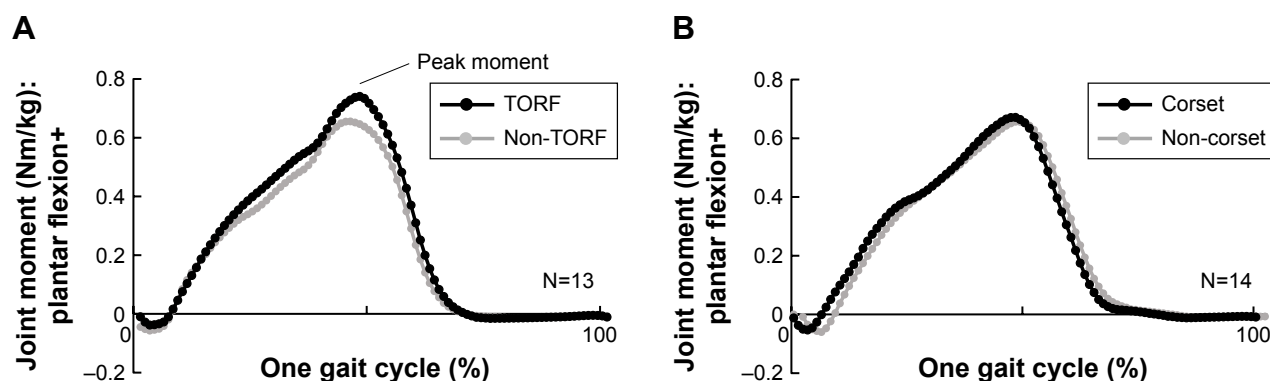 A
Joint moment (Nm/kg):
plantar flexion+
0.8
0.6
0.4
0.2
0
–0.2
0
100
Peak moment
TORF
Non-TORF
N=13
One gait cycle (%)
B
Joint moment (Nm/kg):
plantar flexion+
0.8
0.6
0.4
0.2
0
–0.2
0
100
Corset
Non-corset
N=14
One gait cycle (%)